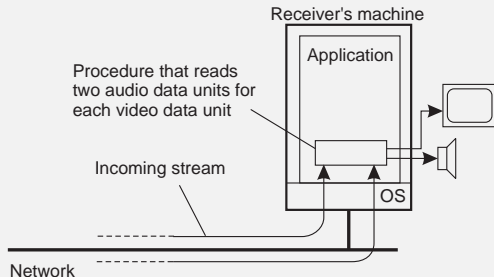 Receiver's machine
Application
Procedure that reads
two audio data units for
each video data unit
Incoming stream
OS
Network